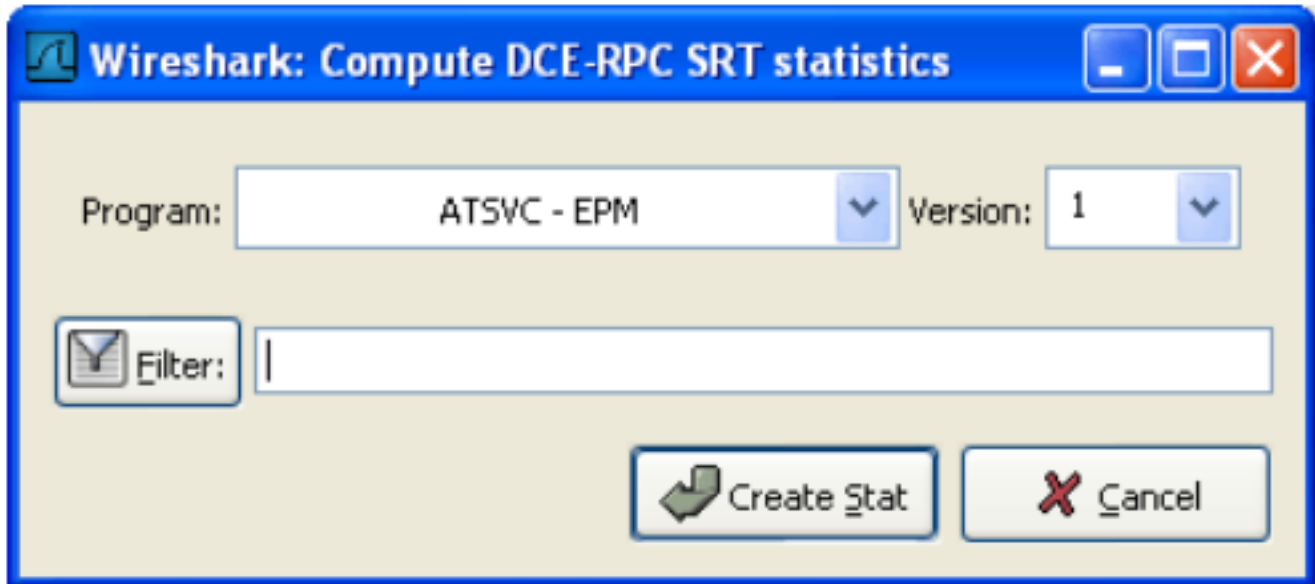 Wireshark: Compute DCE-RPC SRT statistics
Program: ATSVC - EPM Version: 1
Filter:
Create Stat Cancel